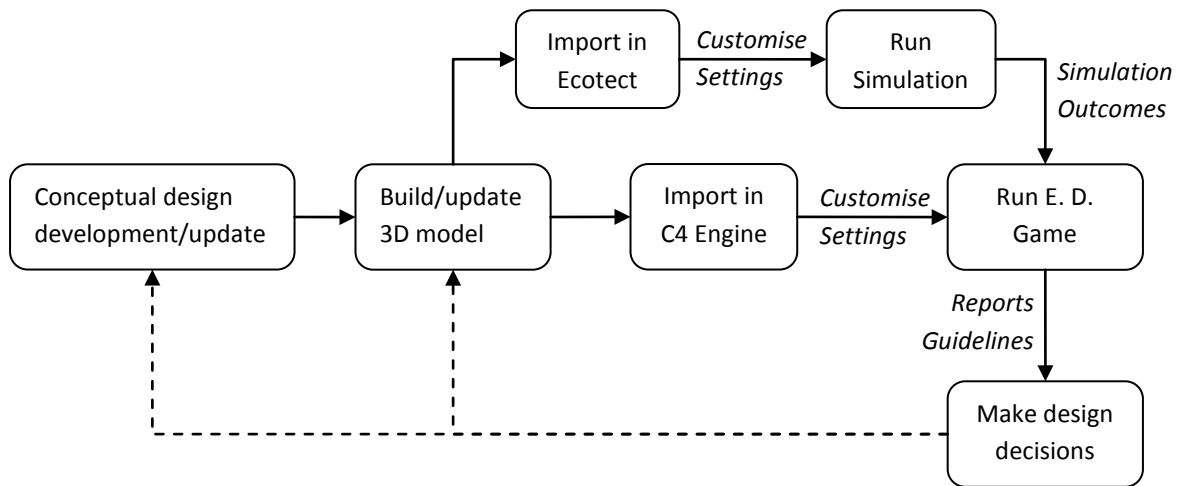 Import in
Ecotect
Customise
Settings
Run
Simulation
Simulation
Outcomes
Conceptual design
development/update
Build/update
3D model
Import in
C4 Engine
Customise
Settings
Run E. D.
Game
Reports
Guidelines
Make design
decisions